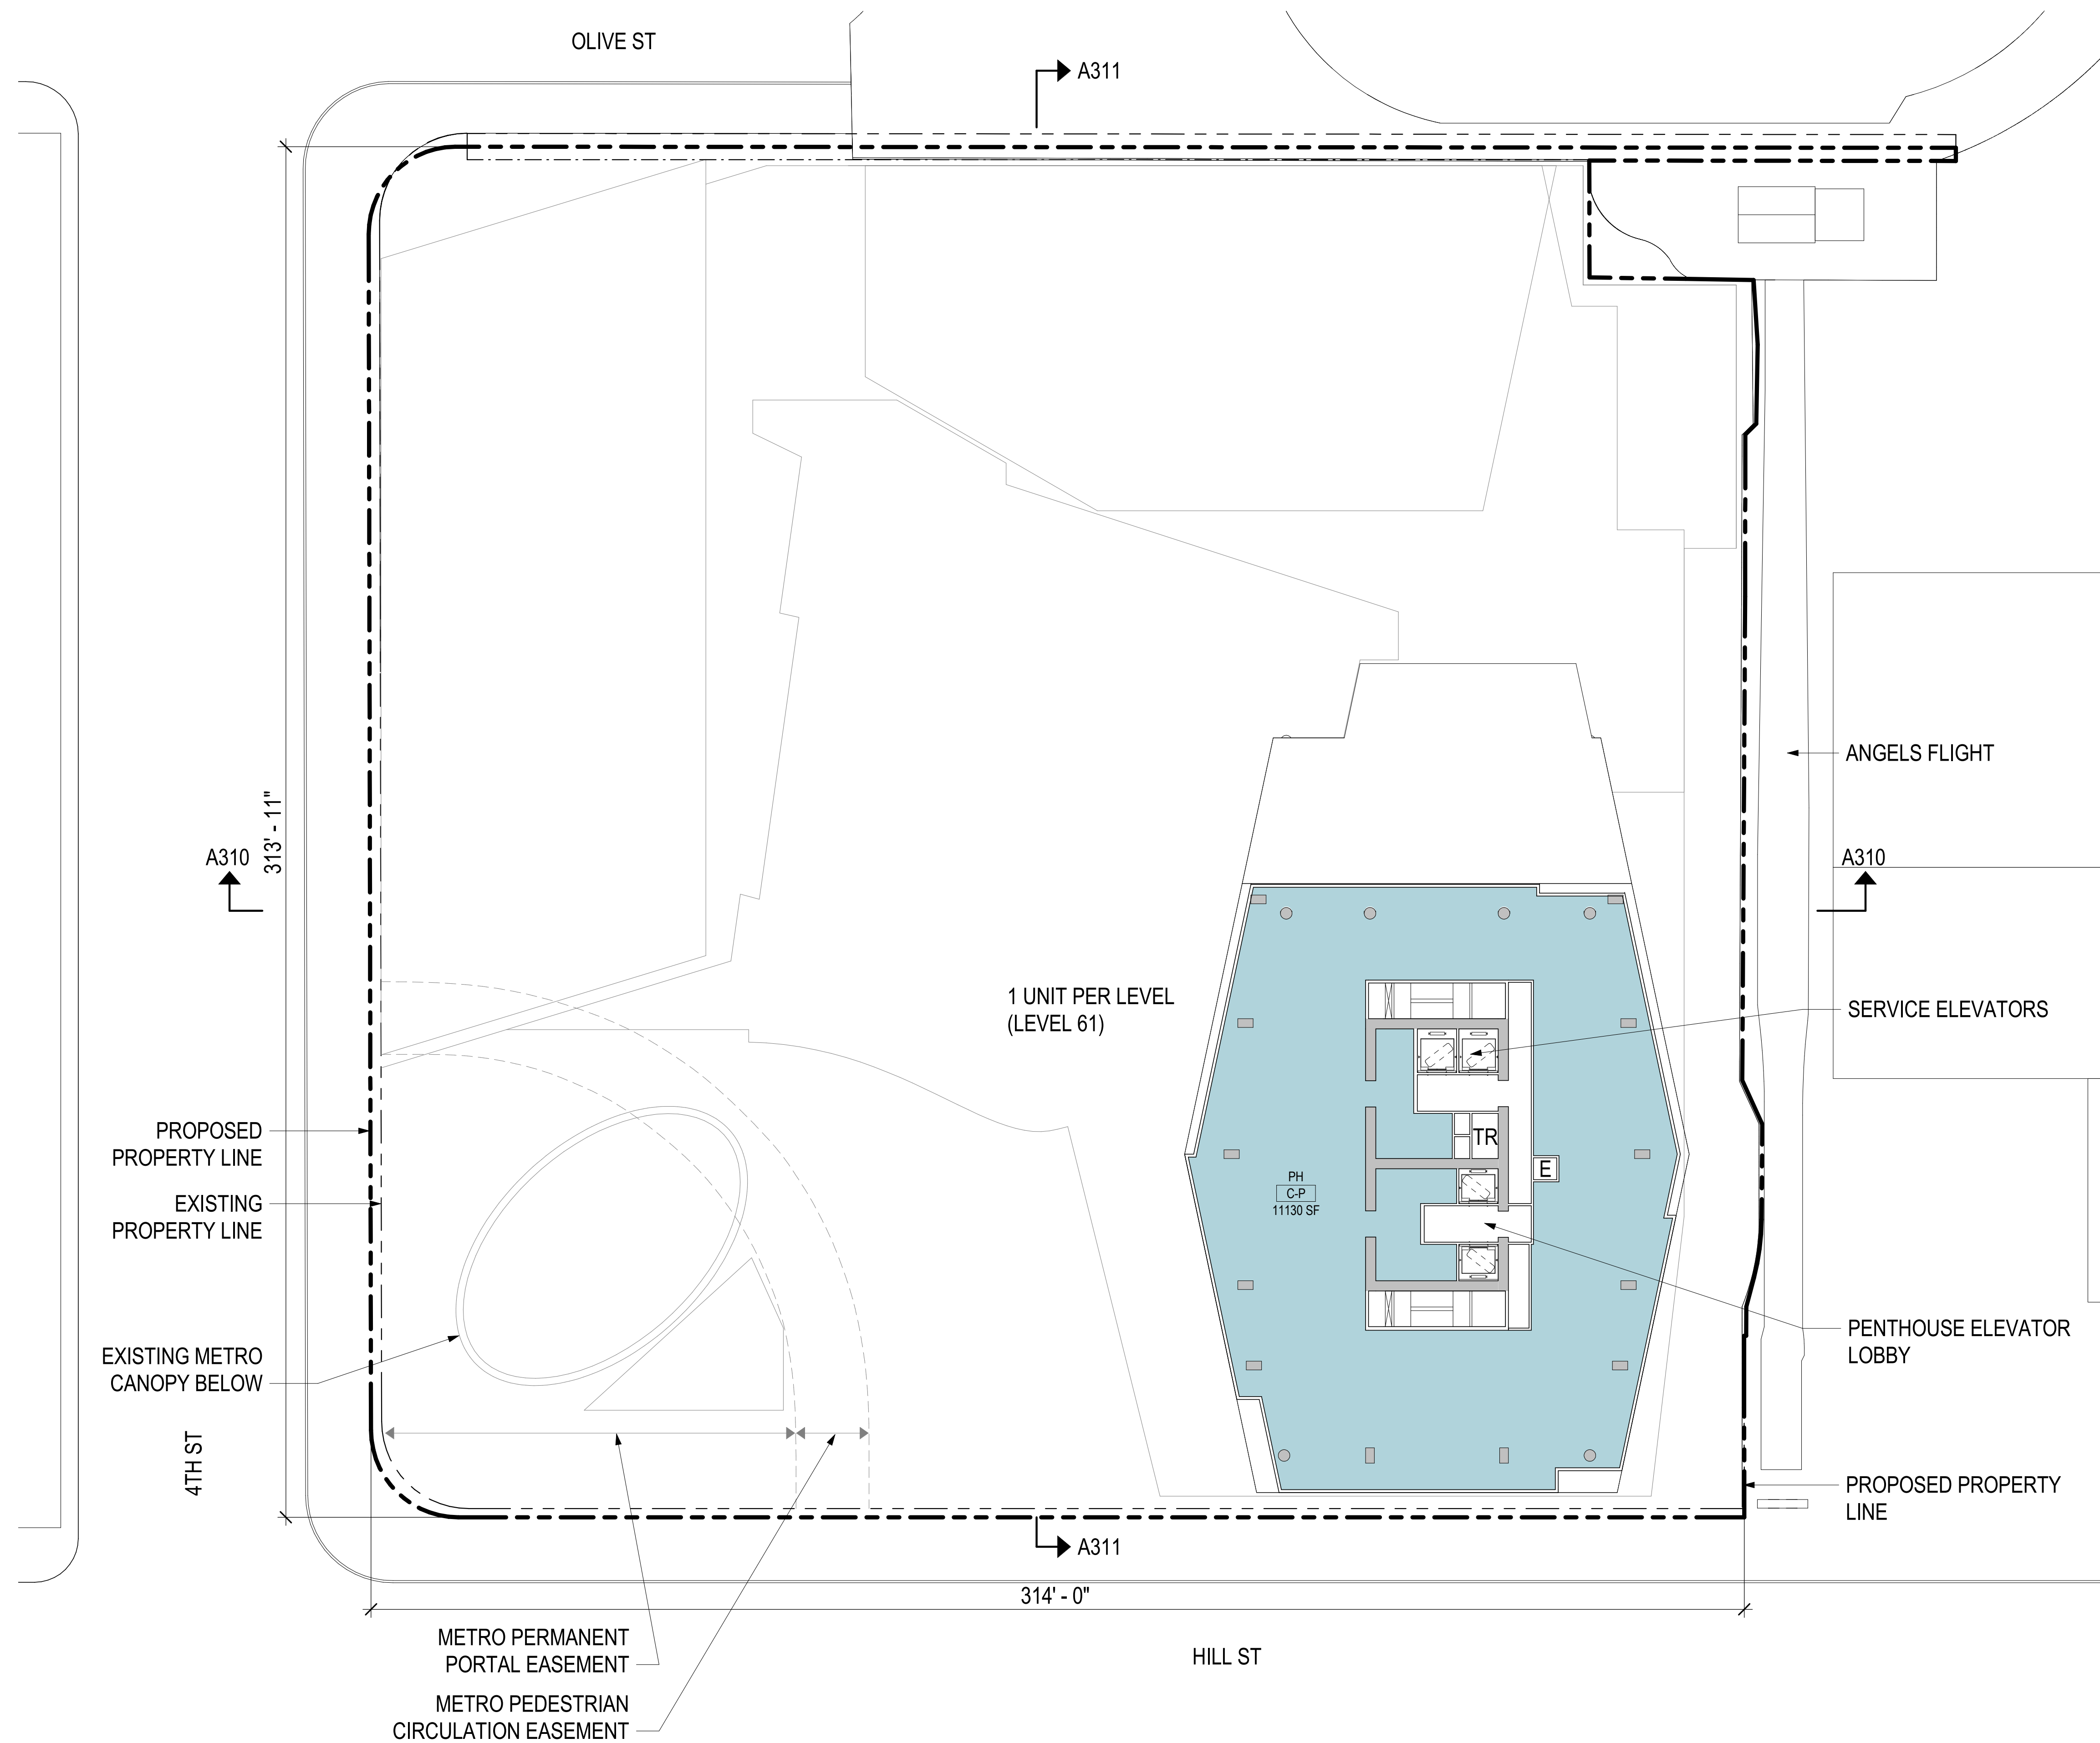 OLIVE ST
A311
313' - 11"
ANGELS FLIGHT
A310
A310
1 UNIT PER LEVEL
(LEVEL 61)
SERVICE ELEVATORS
PROPOSED
PROPERTY LINE
TR
E
PH
C-P
11130 SF
EXISTING
PROPERTY LINE
PENTHOUSE ELEVATOR
LOBBY
EXISTING METRO
CANOPY BELOW
4TH ST
PROPOSED PROPERTY
LINE
A311
314' - 0"
METRO PERMANENT
PORTAL EASEMENT
HILL ST
METRO PEDESTRIAN
CIRCULATION EASEMENT